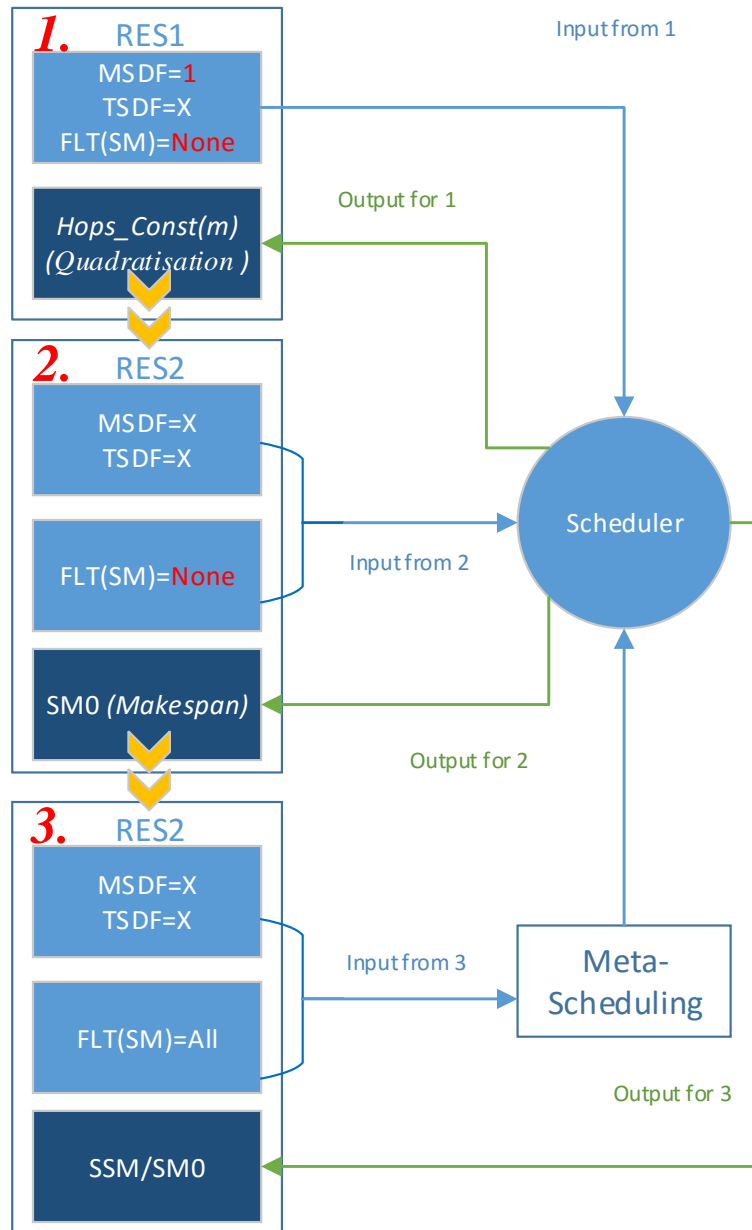 1.
RES1
MSDF=1
TSDF=X
FLT(SM)=None
Hops_Const(m)
(Quadratisation )
Input from 1
Output for 1
2.
RES2
MSDF=X
TSDF=X
FLT(SM)=None
SM0 (Makespan)
Input from 2
Scheduler
Output for 2
3.
RES2
MSDF=X
TSDF=X
FLT(SM)=All
SSM/SM0
Input from 3
Meta-
Scheduling
Output for 3